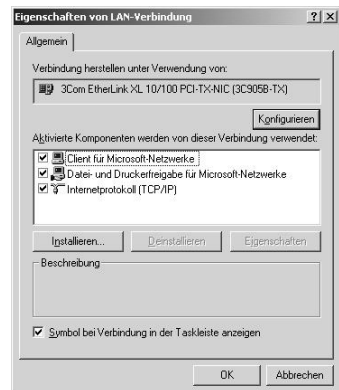 Eigenschaften von LAN-Verbindung
Allgemein
Verbindung herstellen unter Verwendung von:
3Com EtherLink XL 10/100 PCI-TX-NIC (3C905B-TX)
Konfigurieren
Aktivierte Komponenten werden von dieser Verbindung verwendet:
Client für Microsoft-Netzwerke
Datei- und Druckerfreigabe für Microsoft-Netzwerke
Internetprotokoll (TCP/IP)
Installieren... Deinstallieren Eigenschaften
Beschreibung
Symbol bei Verbindung in der Taskleiste anzeigen
OK Abbrechen